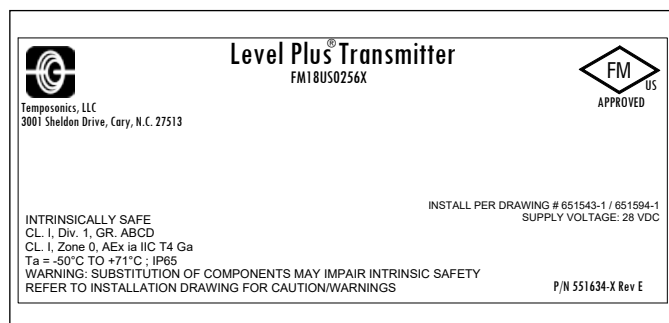 Level Plus® Transmitter
FM18US0256X
FM
US
APPROVED
Temposonics, LLC
3001 Sheldon Drive, Cary, N.C. 27513
INSTALL PER DRAWING # 651543-1 / 651594-1
SUPPLY VOLTAGE: 28 VDC
INTRINSICALLY SAFE
CL. I, Div. 1, GR. ABCD
CL. I, Zone 0, AEx ia IIC T4 Ga
Ta = -50°C TO +71°C ; IP65
WARNING: SUBSTITUTION OF COMPONENTS MAY IMPAIR INTRINSIC SAFETY
REFER TO INSTALLATION DRAWING FOR CAUTION/WARNINGS
P/N 551634-X Rev E